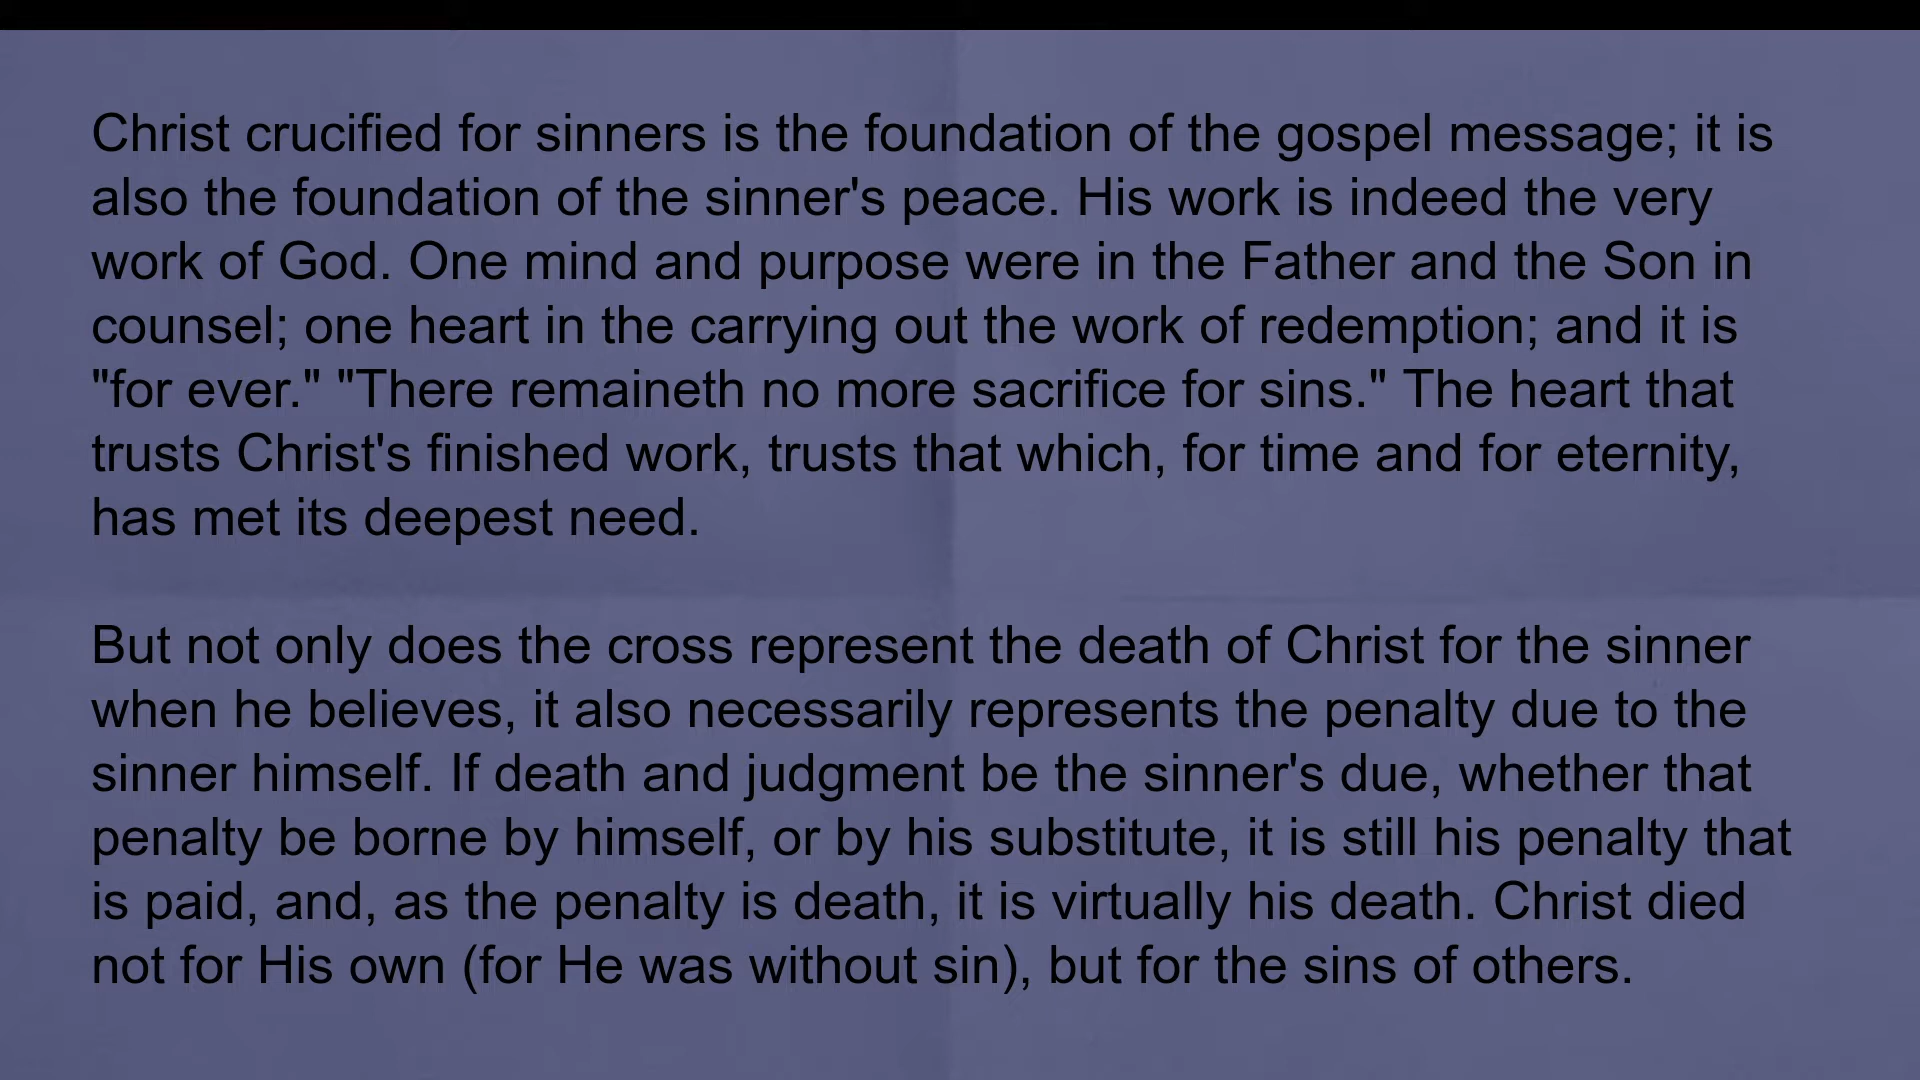 Christ crucified for sinners is the foundation of the gospel message; it is
also the foundation of the sinner's peace. His work is indeed the very
work of God. One mind and purpose were in the Father and the Son in
counsel; one heart in the carrying out the work of redemption; and it is
"for ever." "There remaineth no more sacrifice for sins." The heart that
trusts Christ's finished work, trusts that which, for time and for eternity,
has met its deepest need.
But not only does the cross represent the death of Christ for the sinner
when he believes, it also necessarily represents the penalty due to the
sinner himself. If death and judgment be the sinner's due, whether that
penalty be borne by himself, or by his substitute, it is still his penalty that
is paid, and, as the penalty is death, it is virtually his death. Christ died
not for His own (for He was without sin), but for the sins of others.